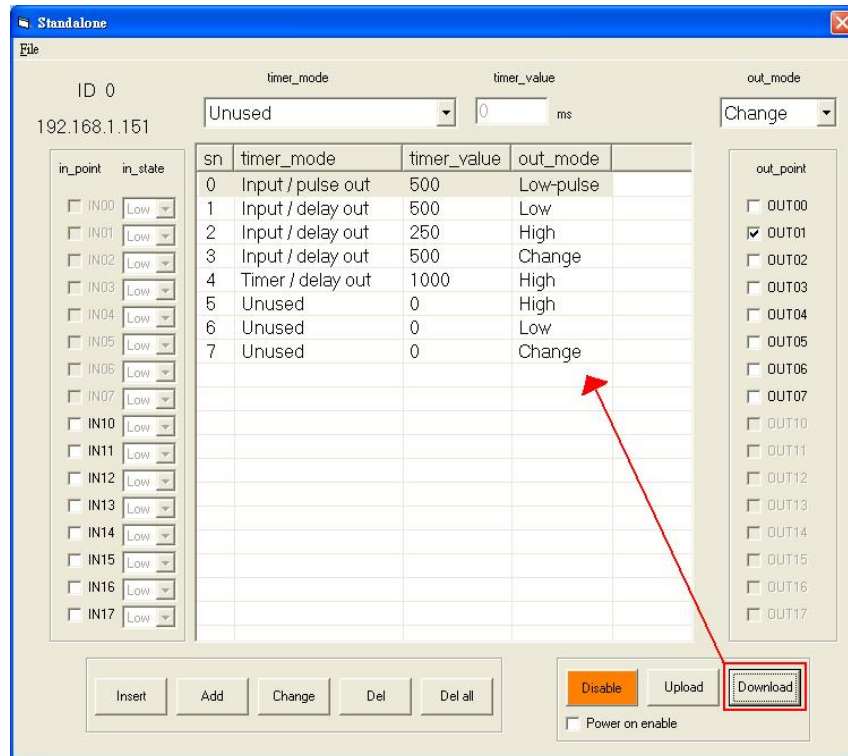 Standalone
File
ID 0
192.168.1.151
timer_mode
Unused
timer_value
0
ms
out_mode
Change
in_point in_state
IN00 Low
IN01 Low
IN02 Low
IN03 Low
IN04 Low
IN05 Low
IN06 Low
IN07 Low
IN10 Low
IN11 Low
IN12 Low
IN13 Low
IN14 Low
IN15 Low
IN16 Low
IN17 Low
sn timer_mode timer_value out_mode
0 Input / pulse out 500 Low-pulse
1 Input / delay out 500 Low
2 Input / delay out 250 High
3 Input / delay out 500 Change
4 Timer / delay out 1000 High
5 Unused 0 High
6 Unused 0 Low
7 Unused 0 Change
out_point
OUT00
OUT01
OUT02
OUT03
OUT04
OUT05
OUT06
OUT07
OUT10
OUT11
OUT12
OUT13
OUT14
OUT15
OUT16
OUT17
Insert Add Change Del Del all
Disable Upload Download
Power on enable